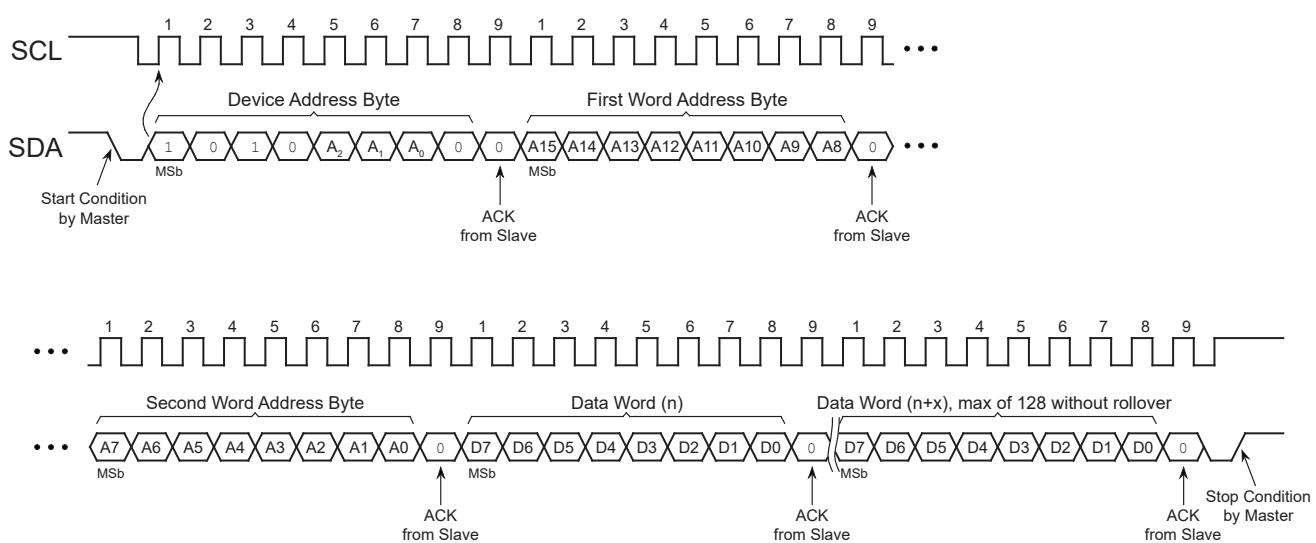 1 2 3 4 5 6 7 8 9 1 2 3 4 5 6 7 8 9
SCL
Device Address Byte First Word Address Byte
SDA 1 0 1 0 A2 A1 A0 0 0 A15 A14 A13 A12 A11 A10 A9 A8 0
MSb MSb
Start Condition
by Master
ACK
from Slave
ACK
from Slave
1 2 3 4 5 6 7 8 9 1 2 3 4 5 6 7 8 9 1 2 3 4 5 6 7 8 9
Second Word Address Byte Data Word (n) Data Word (n+x), max of 128 without rollover
A7 A6 A5 A4 A3 A2 A1 A0 0 D7 D6 D5 D4 D3 D2 D1 D0 0 D7 D6 D5 D4 D3 D2 D1 D0 0
MSb MSb MSb
ACK
from Slave
ACK
from Slave
ACK
from Slave
Stop Condition
by Master